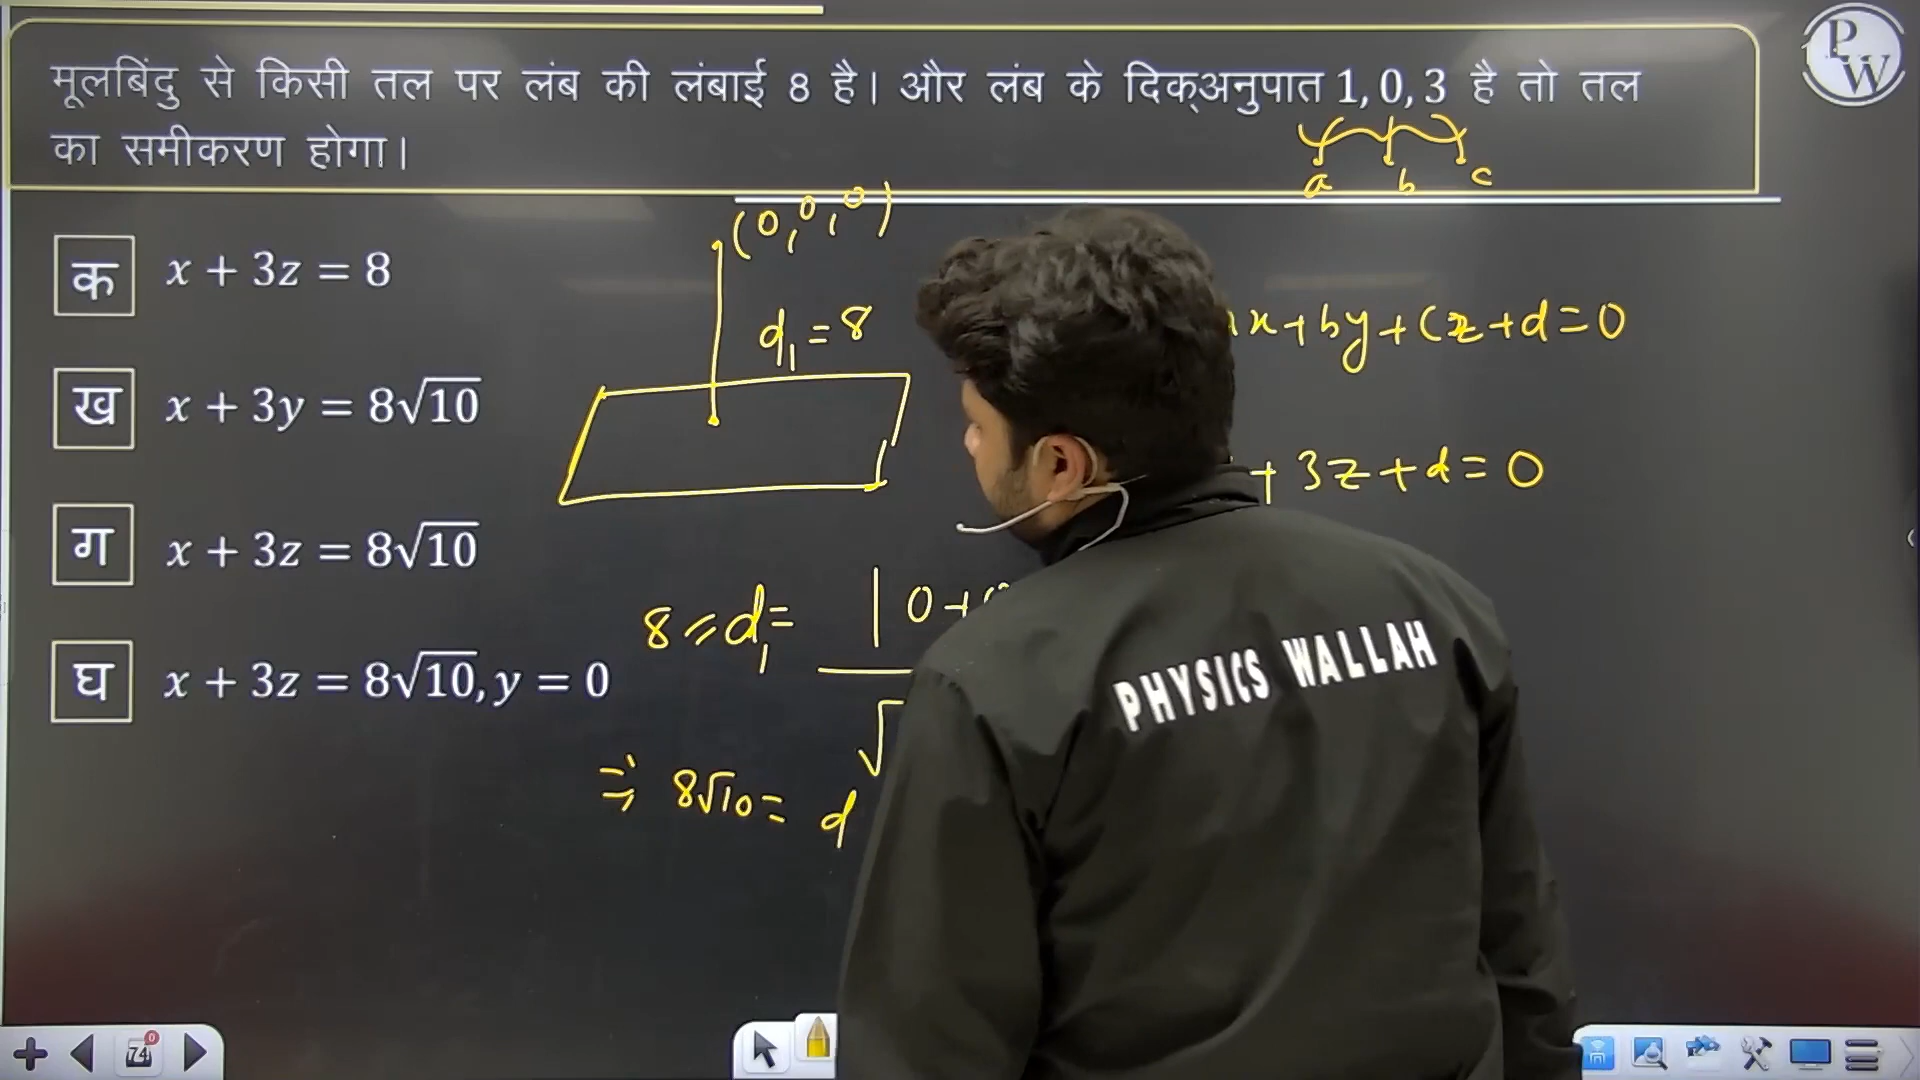 मूलबिंदु से किसी तल पर लंब की लंबाई 8 है। और लंब के दिक्अनुपात 1, 0, 3 है तो तल
का समीकरण होगा।
PW
a b c
(0, 0, 0)
क x + 3z = 8
d₁ = 8
x + by + Cz + d = 0
ख x + 3y = 8√10
+ 3z + d = 0
ग x + 3z = 8√10
8 = d₁ = | 0 +
√
घ x + 3z = 8√10, y = 0
⇒ 8√10 = d
PHYSICS WALLAH
74
0